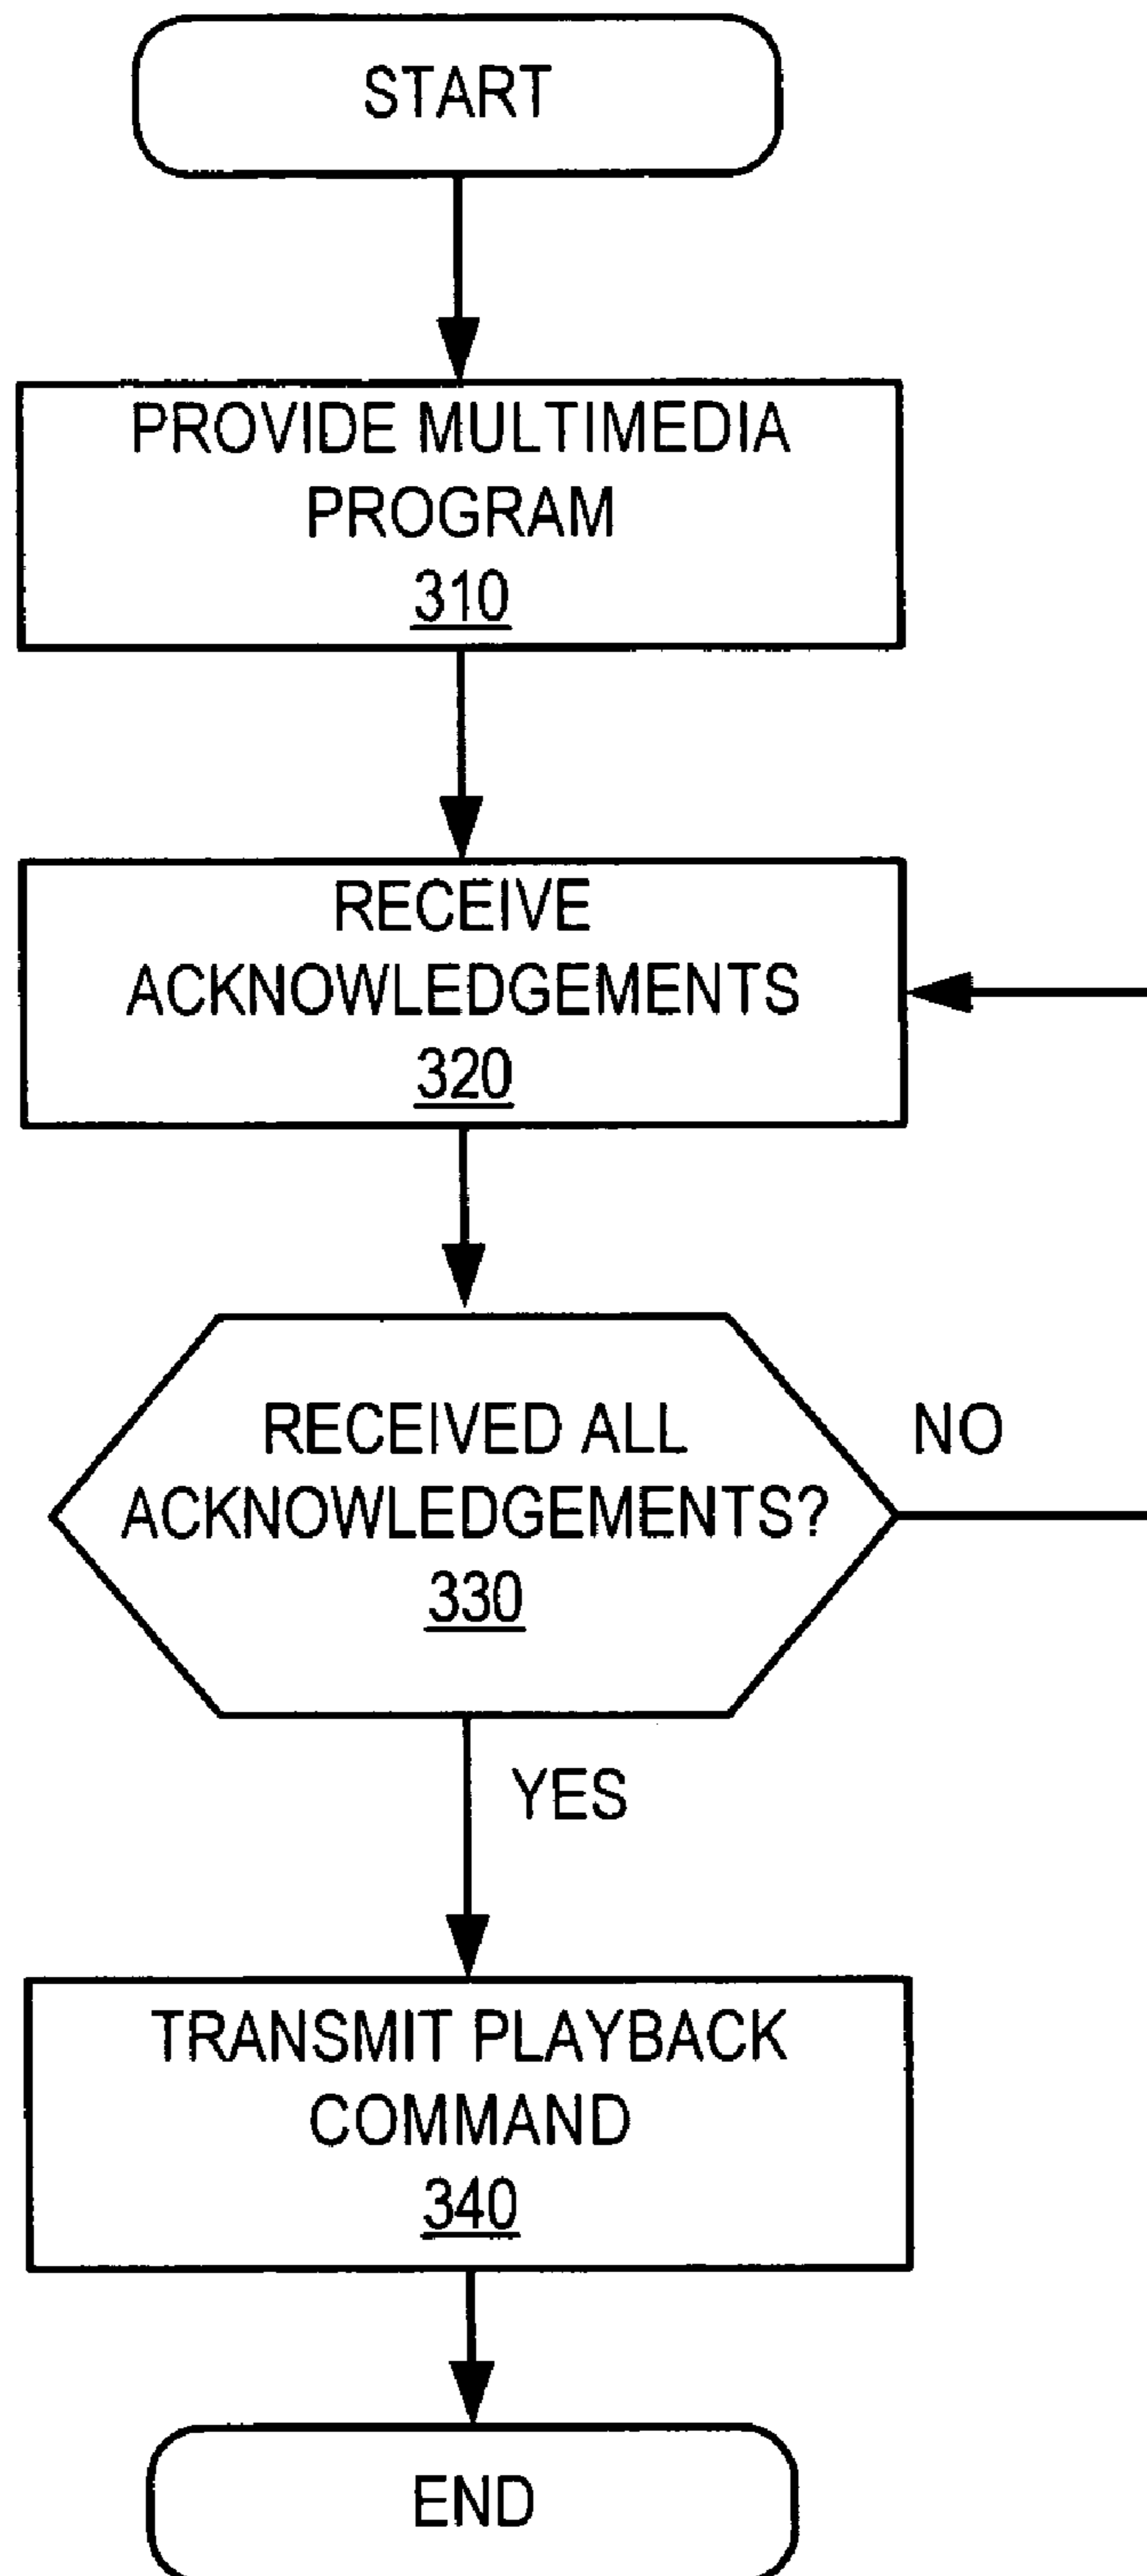 START
PROVIDE MULTIMEDIA
PROGRAM
310
RECEIVE
ACKNOWLEDGEMENTS
320
RECEIVED ALL
ACKNOWLEDGEMENTS?
330
NO
YES
TRANSMIT PLAYBACK
COMMAND
340
END